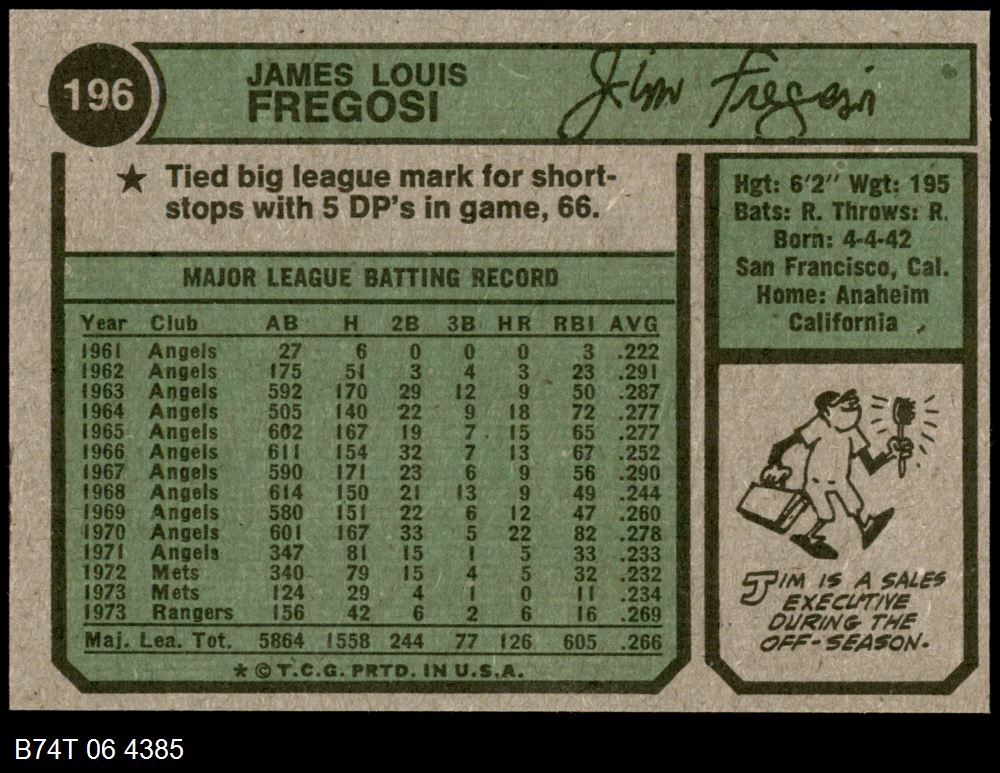 196
JAMES LOUIS
FREGOSI
Jim Fregosi
★ Tied big league mark for short-
stops with 5 DP's in game, 66.
Hgt: 6'2'' Wgt: 195
Bats: R. Throws: R.
Born: 4-4-42
San Francisco, Cal.
Home: Anaheim
California
MAJOR LEAGUE BATTING RECORD
Year Club AB H 2B 3B HR RBI AVG
1961 Angels 27 6 0 0 0 3 .222
1962 Angels 175 51 3 4 3 23 .291
1963 Angels 592 170 29 12 9 50 .287
1964 Angels 505 140 22 9 18 72 .277
1965 Angels 602 167 19 7 15 65 .277
1966 Angels 611 154 32 7 13 67 .252
1967 Angels 590 171 23 6 9 56 .290
1968 Angels 614 150 21 13 9 49 .244
1969 Angels 580 151 22 6 12 47 .260
1970 Angels 601 167 33 5 22 82 .278
1971 Angels 347 81 15 1 5 33 .233
1972 Mets 340 79 15 4 5 32 .232
1973 Mets 124 29 4 1 0 11 .234
1973 Rangers 156 42 6 2 6 16 .269
Maj. Lea. Tot. 5864 1558 244 77 126 605 .266
* © T.C.G. PRTD. IN U.S.A.
JIM IS A SALES
EXECUTIVE
DURING THE
OFF-SEASON.
B74T 06 4385